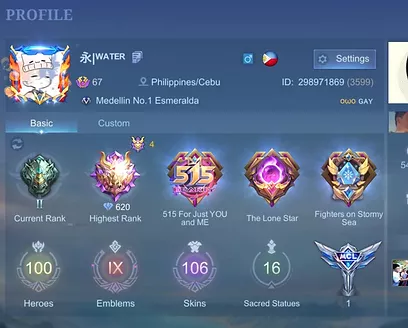 PROFILE
永|WATER
Settings
67
Philippines/Cebu
ID: 298971869 (3599)
Medellin No.1 Esmeralda
owo GAY
Basic
Custom
4
II
620
515
Current Rank
Highest Rank
515 For Just YOU and ME
The Lone Star
Fighters on Stormy Sea
100
IX
106
16
MCL
Heroes
Emblems
Skins
Sacred Statues
1